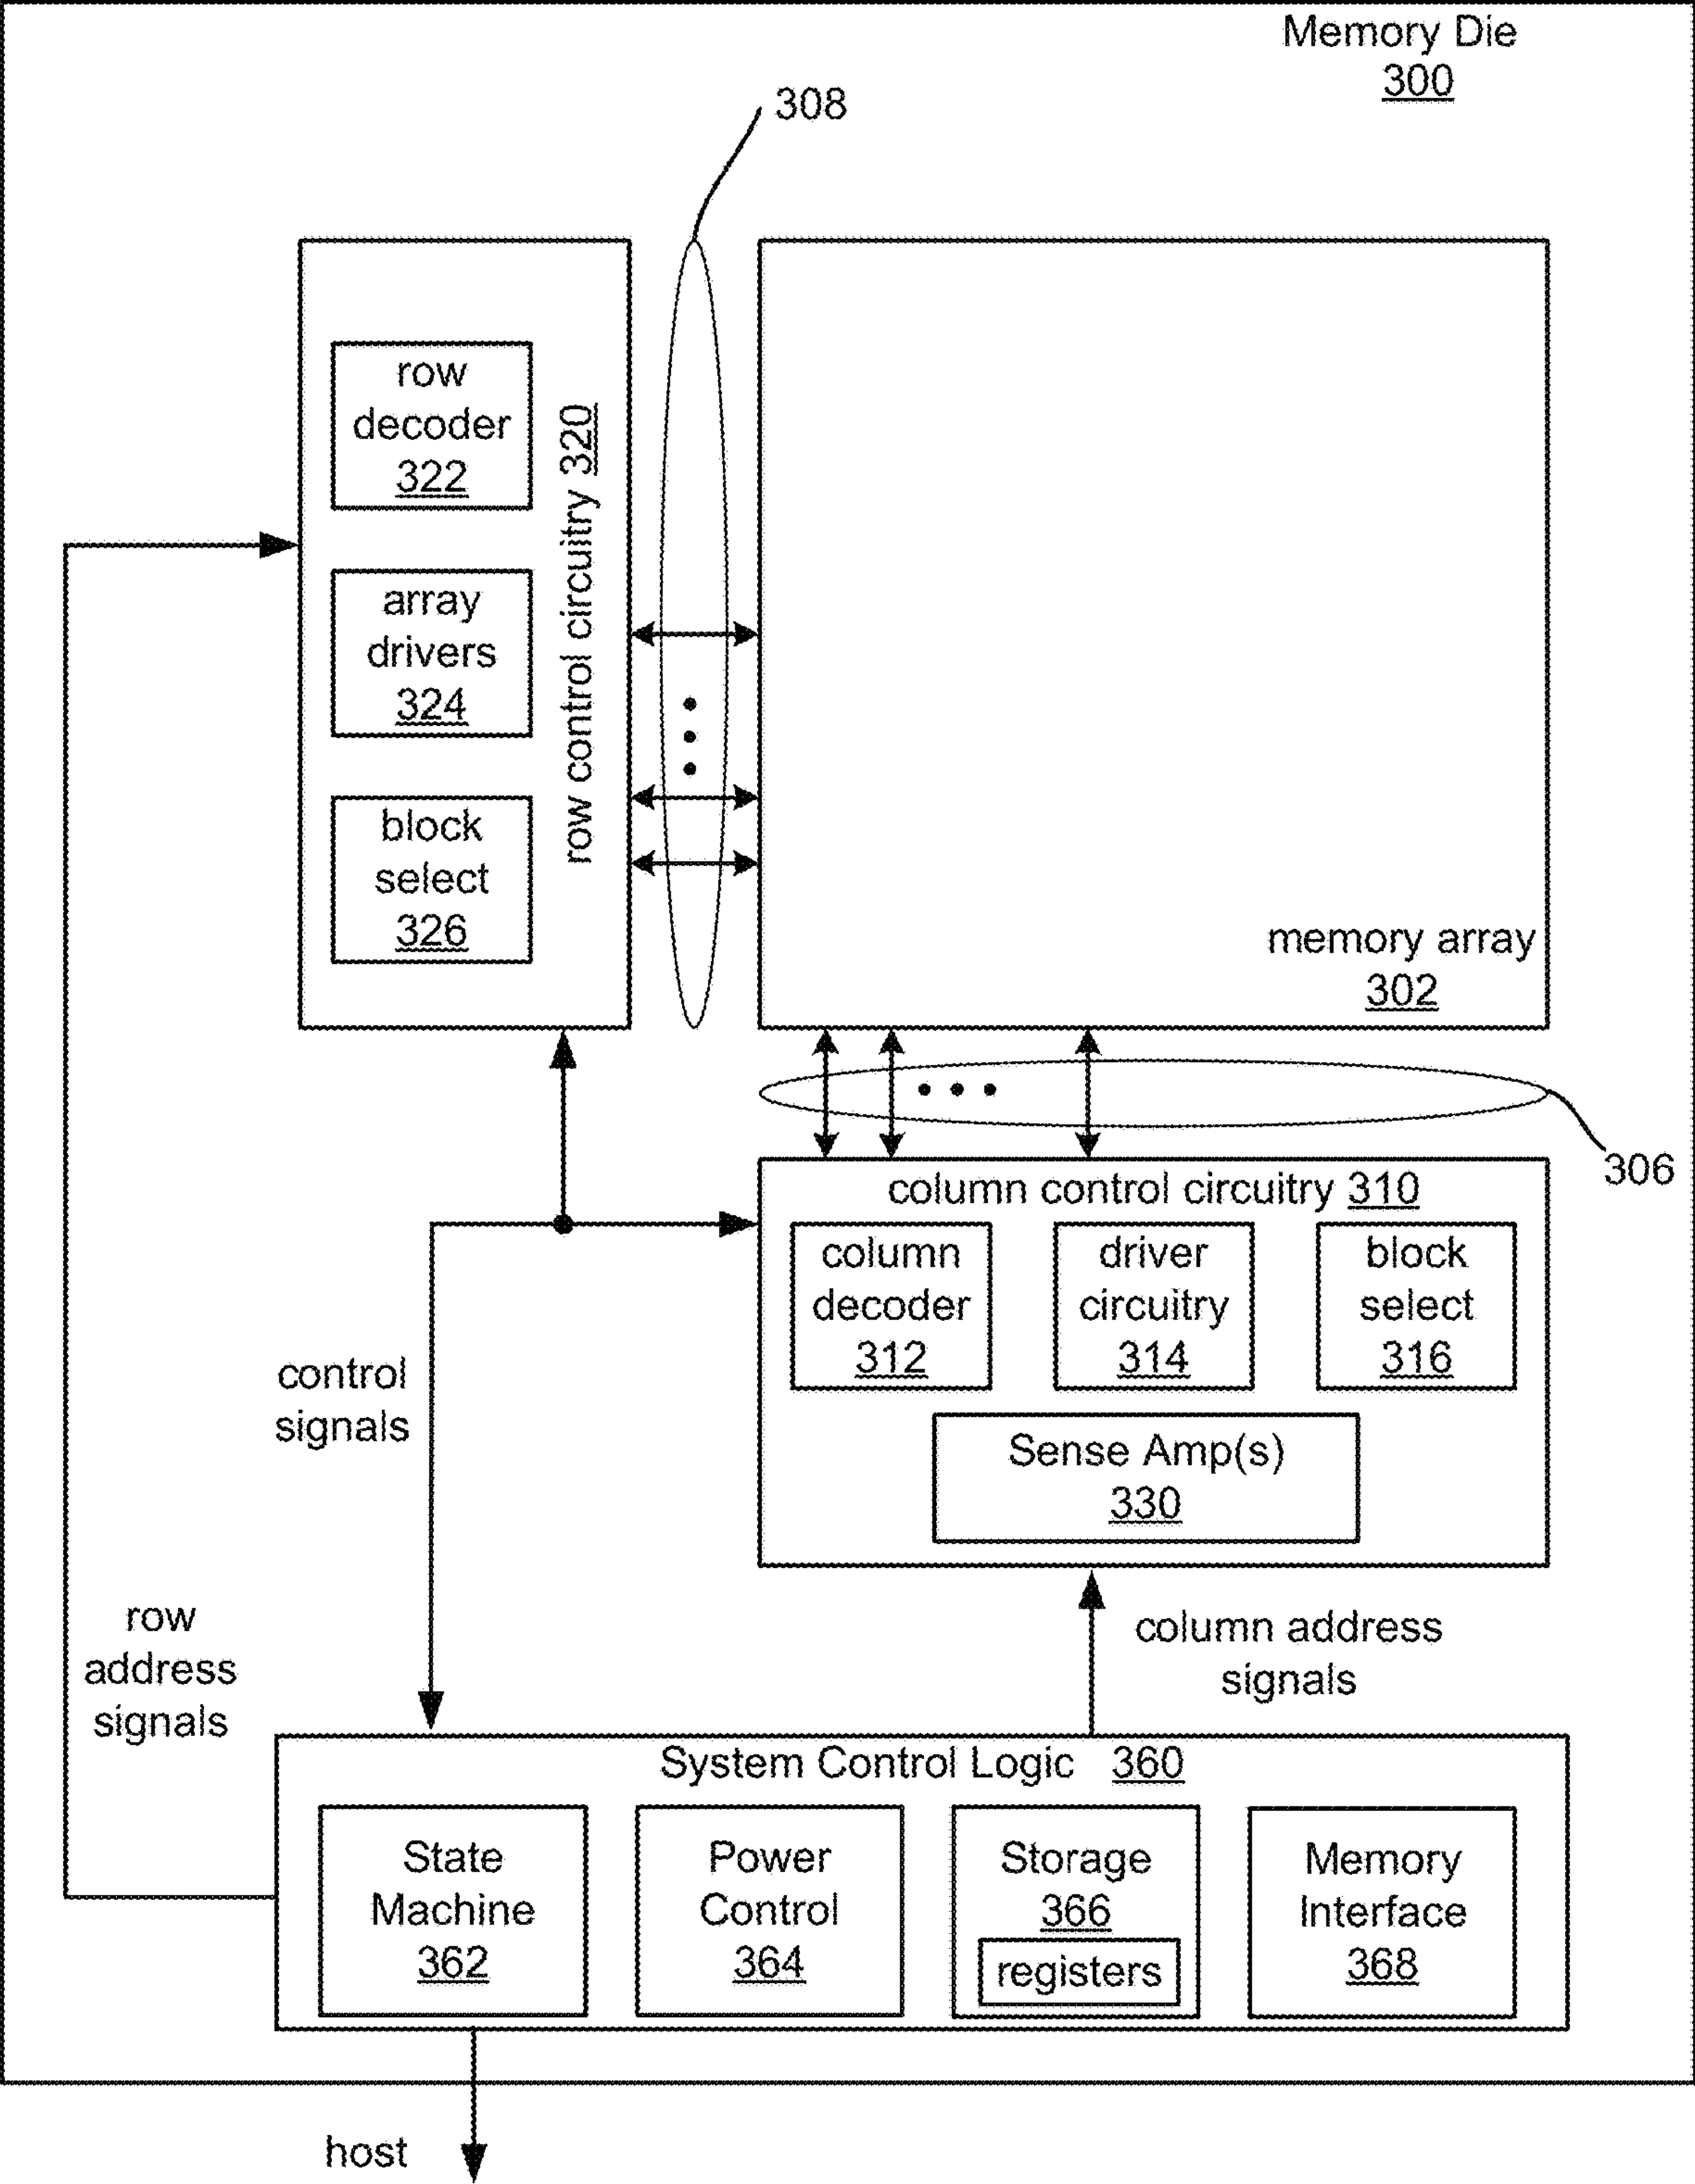 Memory Die
300
308
row
decoder
322
array
drivers
324
block
select
326
row control circuitry 320
memory array
302
306
column control circuitry 310
column
decoder
312
driver
circuitry
314
block
select
316
Sense Amp(s)
330
control
signals
row
address
signals
column address
signals
System Control Logic 360
State
Machine
362
Power
Control
364
Storage
366
registers
Memory
Interface
368
host